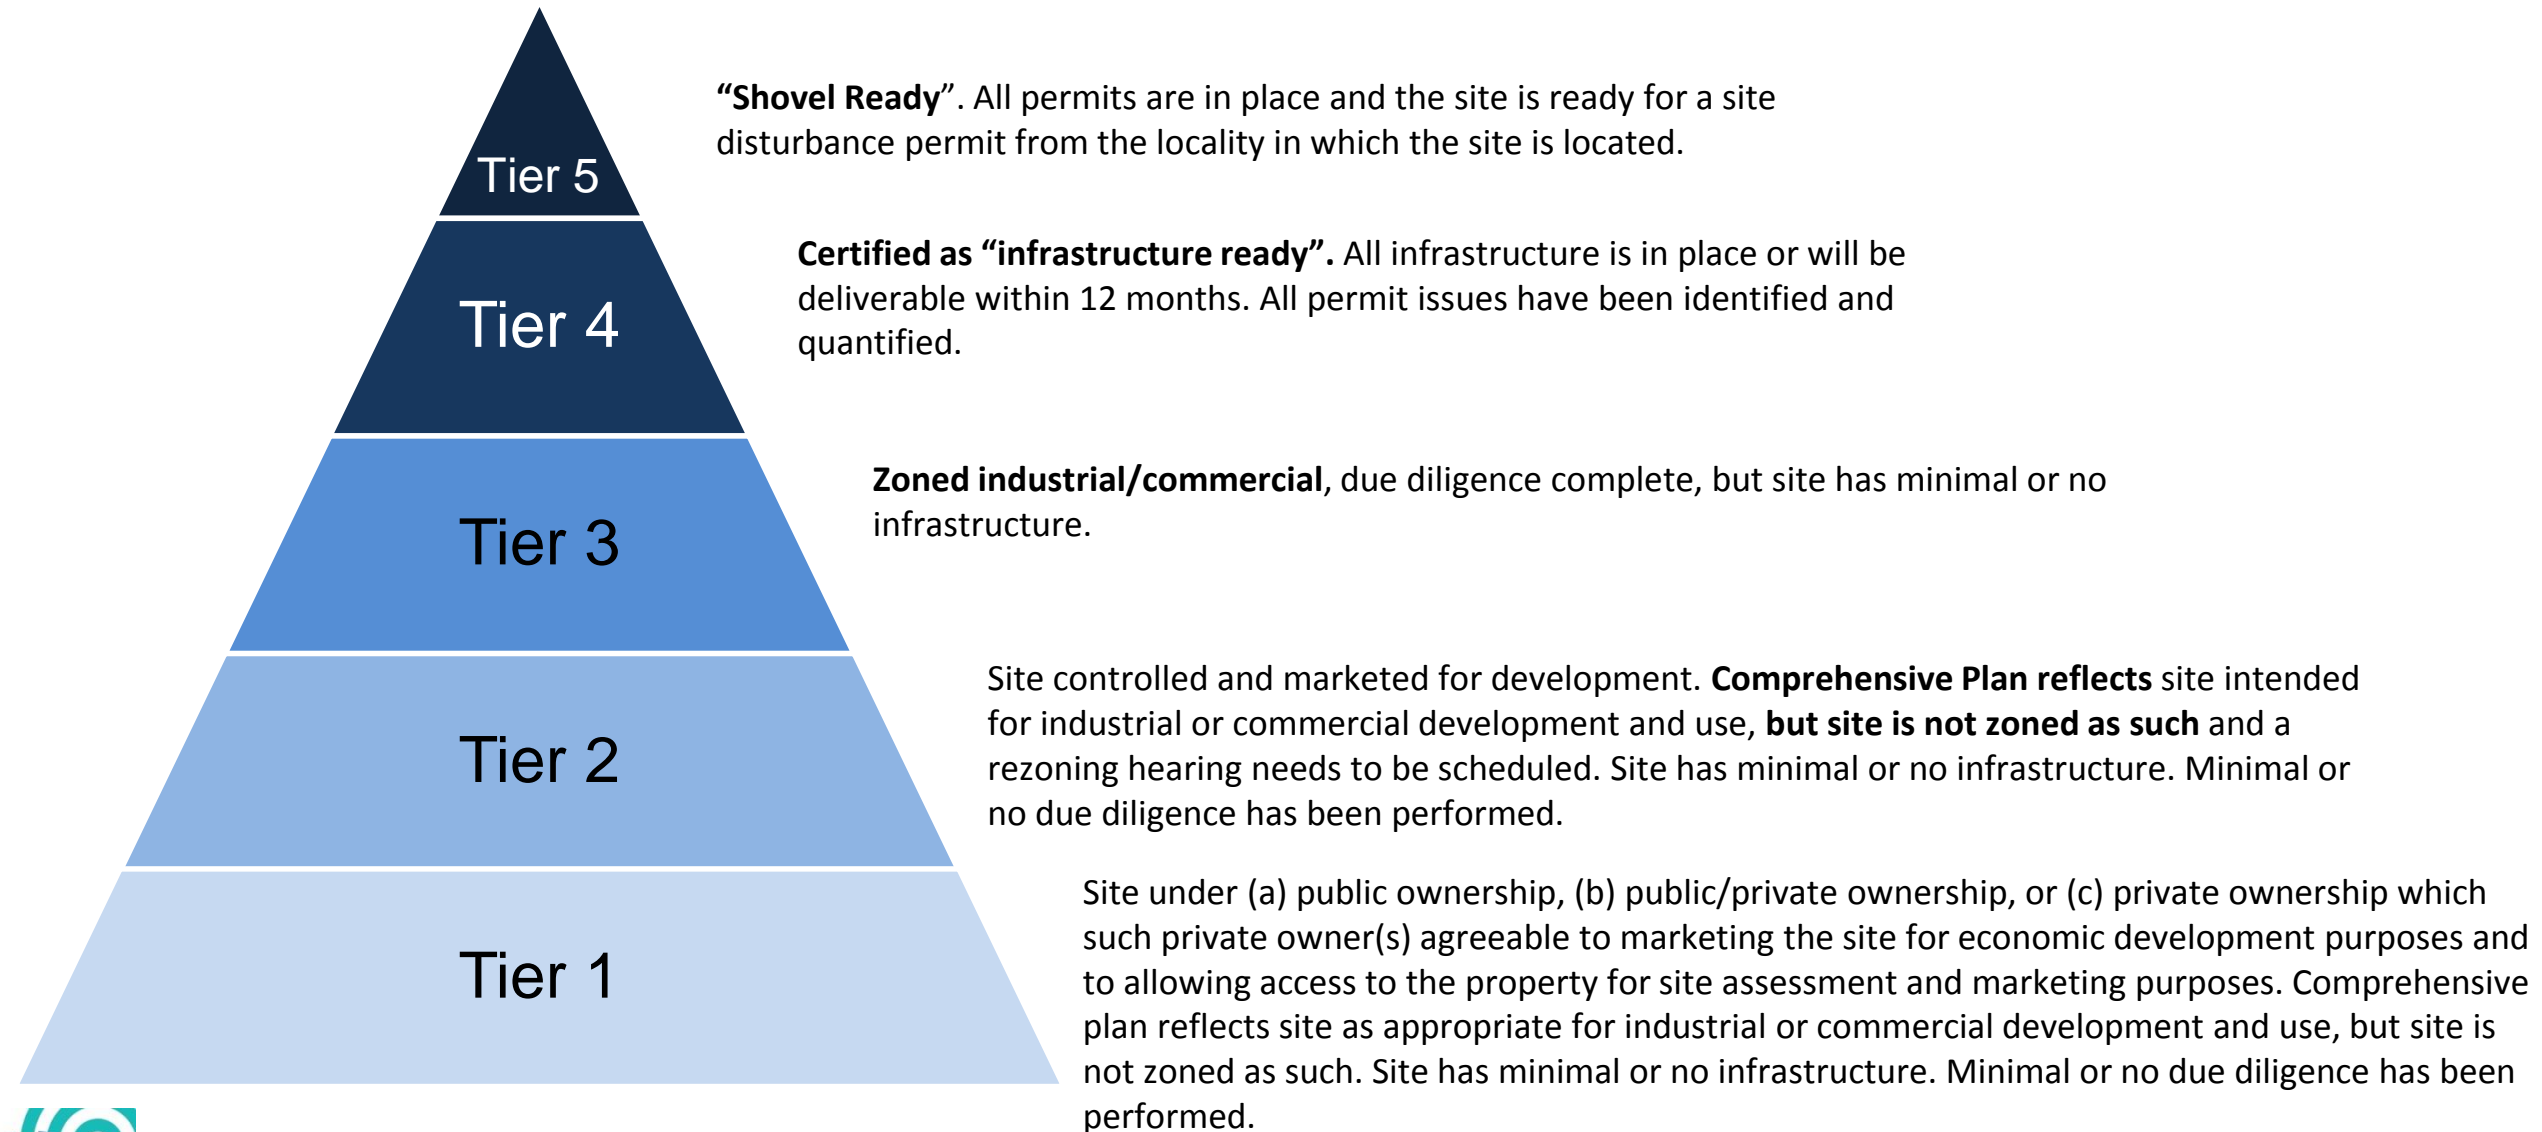 “Shovel Ready”. All permits are in place and the site is ready for a site
disturbance permit from the locality in which the site is located.
Tier 5
Certified as “infrastructure ready”. All infrastructure is in place or will be
deliverable within 12 months. All permit issues have been identified and
quantified.
Tier 4
Zoned industrial/commercial, due diligence complete, but site has minimal or no
infrastructure.
Tier 3
Site controlled and marketed for development. Comprehensive Plan reflects site intended
for industrial or commercial development and use, but site is not zoned as such and a
rezoning hearing needs to be scheduled. Site has minimal or no infrastructure. Minimal or
no due diligence has been performed.
Tier 2
Site under (a) public ownership, (b) public/private ownership, or (c) private ownership which
such private owner(s) agreeable to marketing the site for economic development purposes and
to allowing access to the property for site assessment and marketing purposes. Comprehensive
plan reflects site as appropriate for industrial or commercial development and use, but site is
not zoned as such. Site has minimal or no infrastructure. Minimal or no due diligence has been
performed.
Tier 1